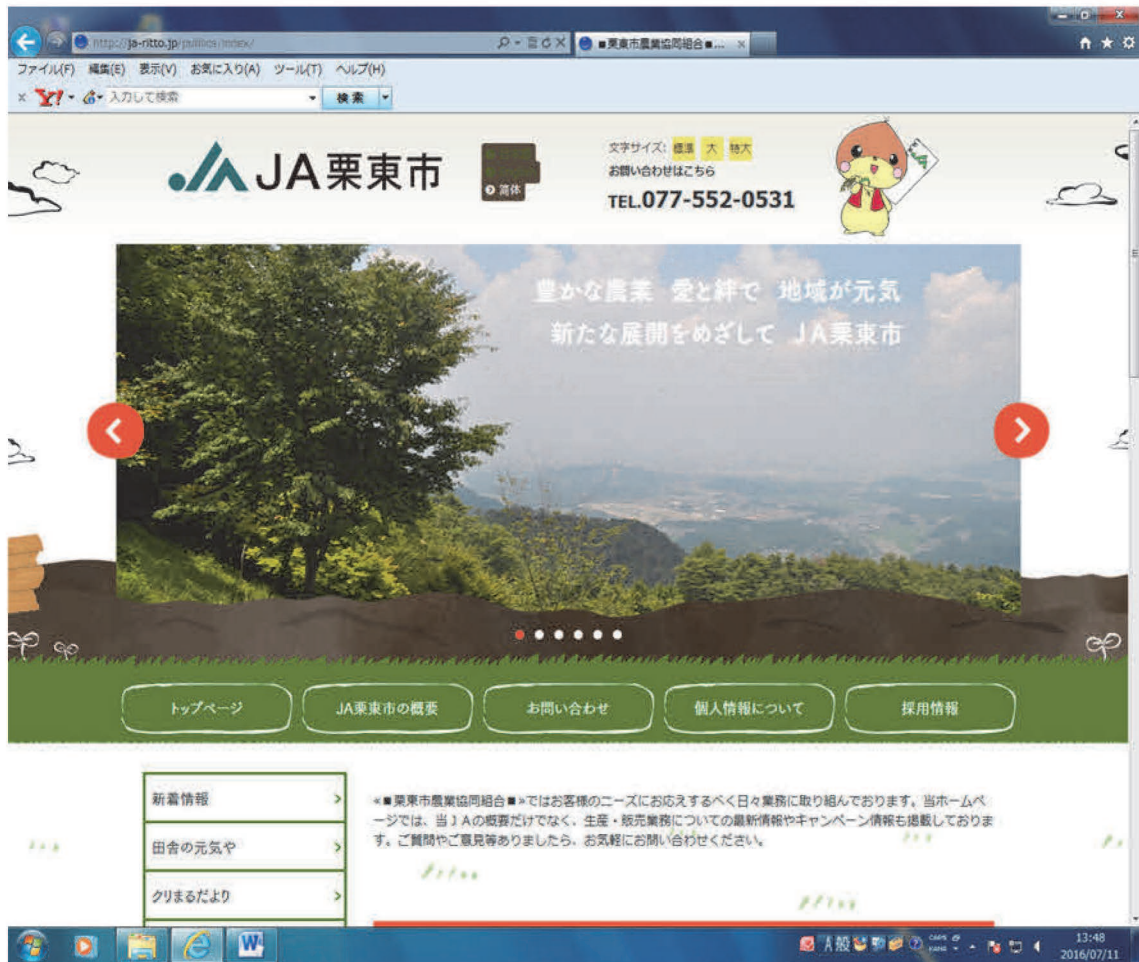 http://ja-ritto.jp/publics/index/
■栗東市農業協同組合■...
ファイル(F) 編集(E) 表示(V) お気に入り(A) ツール(T) ヘルプ(H)
入力して検索
検索
JA栗東市
簡体
文字サイズ: 標準 大 特大
お問い合わせはこちら
TEL.077-552-0531
豊かな農業 愛と絆で 地域が元気
新たな展開をめざして JA栗東市
トップページ
JA栗東市の概要
お問い合わせ
個人情報について
採用情報
新着情報
田舎の元気や
クリまるだより
≪■栗東市農業協同組合■≫ではお客様のニーズにお応えするべく日々業務に取り組んでおります。当ホームペ
ージでは、当ＪＡの概要だけでなく、生産・販売業務についての最新情報やキャンペーン情報も掲載しておりま
す。ご質問やご意見等ありましたら、お気軽にお問い合わせください。
A 般
CAPS
KANA
13:48
2016/07/11